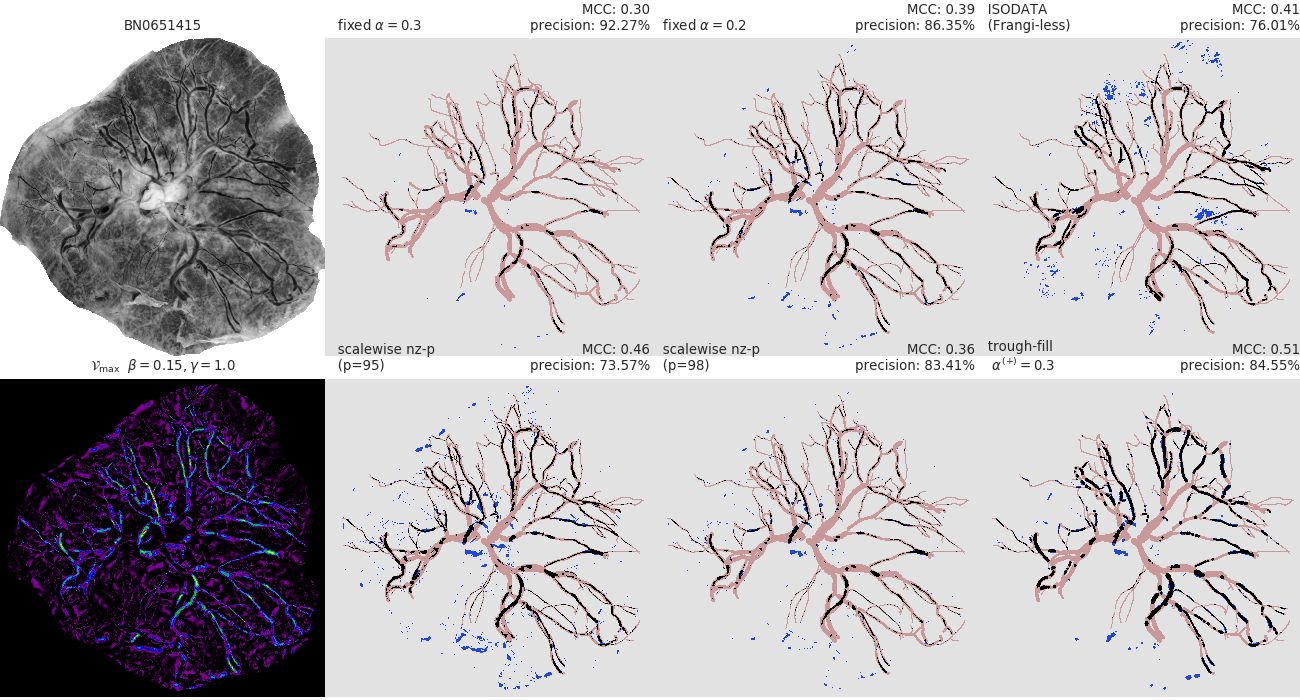 BN0651415
fixed α = 0.3
MCC: 0.30
precision: 92.27%
fixed α = 0.2
MCC: 0.39
precision: 86.35%
ISODATA
(Frangi-less)
MCC: 0.41
precision: 76.01%
𝒱max β = 0.15, γ = 1.0
scalewise nz-p
(p=95)
MCC: 0.46
precision: 73.57%
scalewise nz-p
(p=98)
MCC: 0.36
precision: 83.41%
trough-fill
α(+) = 0.3
MCC: 0.51
precision: 84.55%